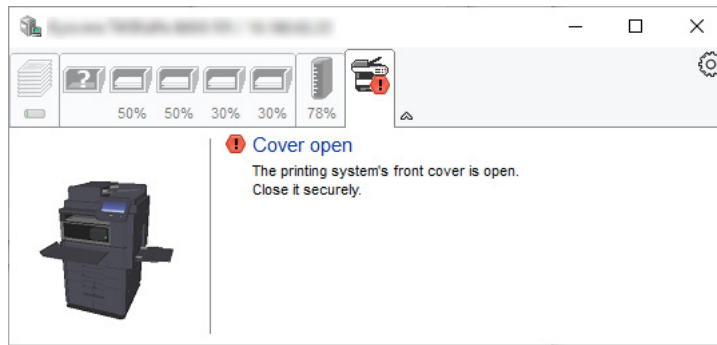 ?
50% 50% 30% 30% 78%
Cover open
The printing system's front cover is open.
Close it securely.